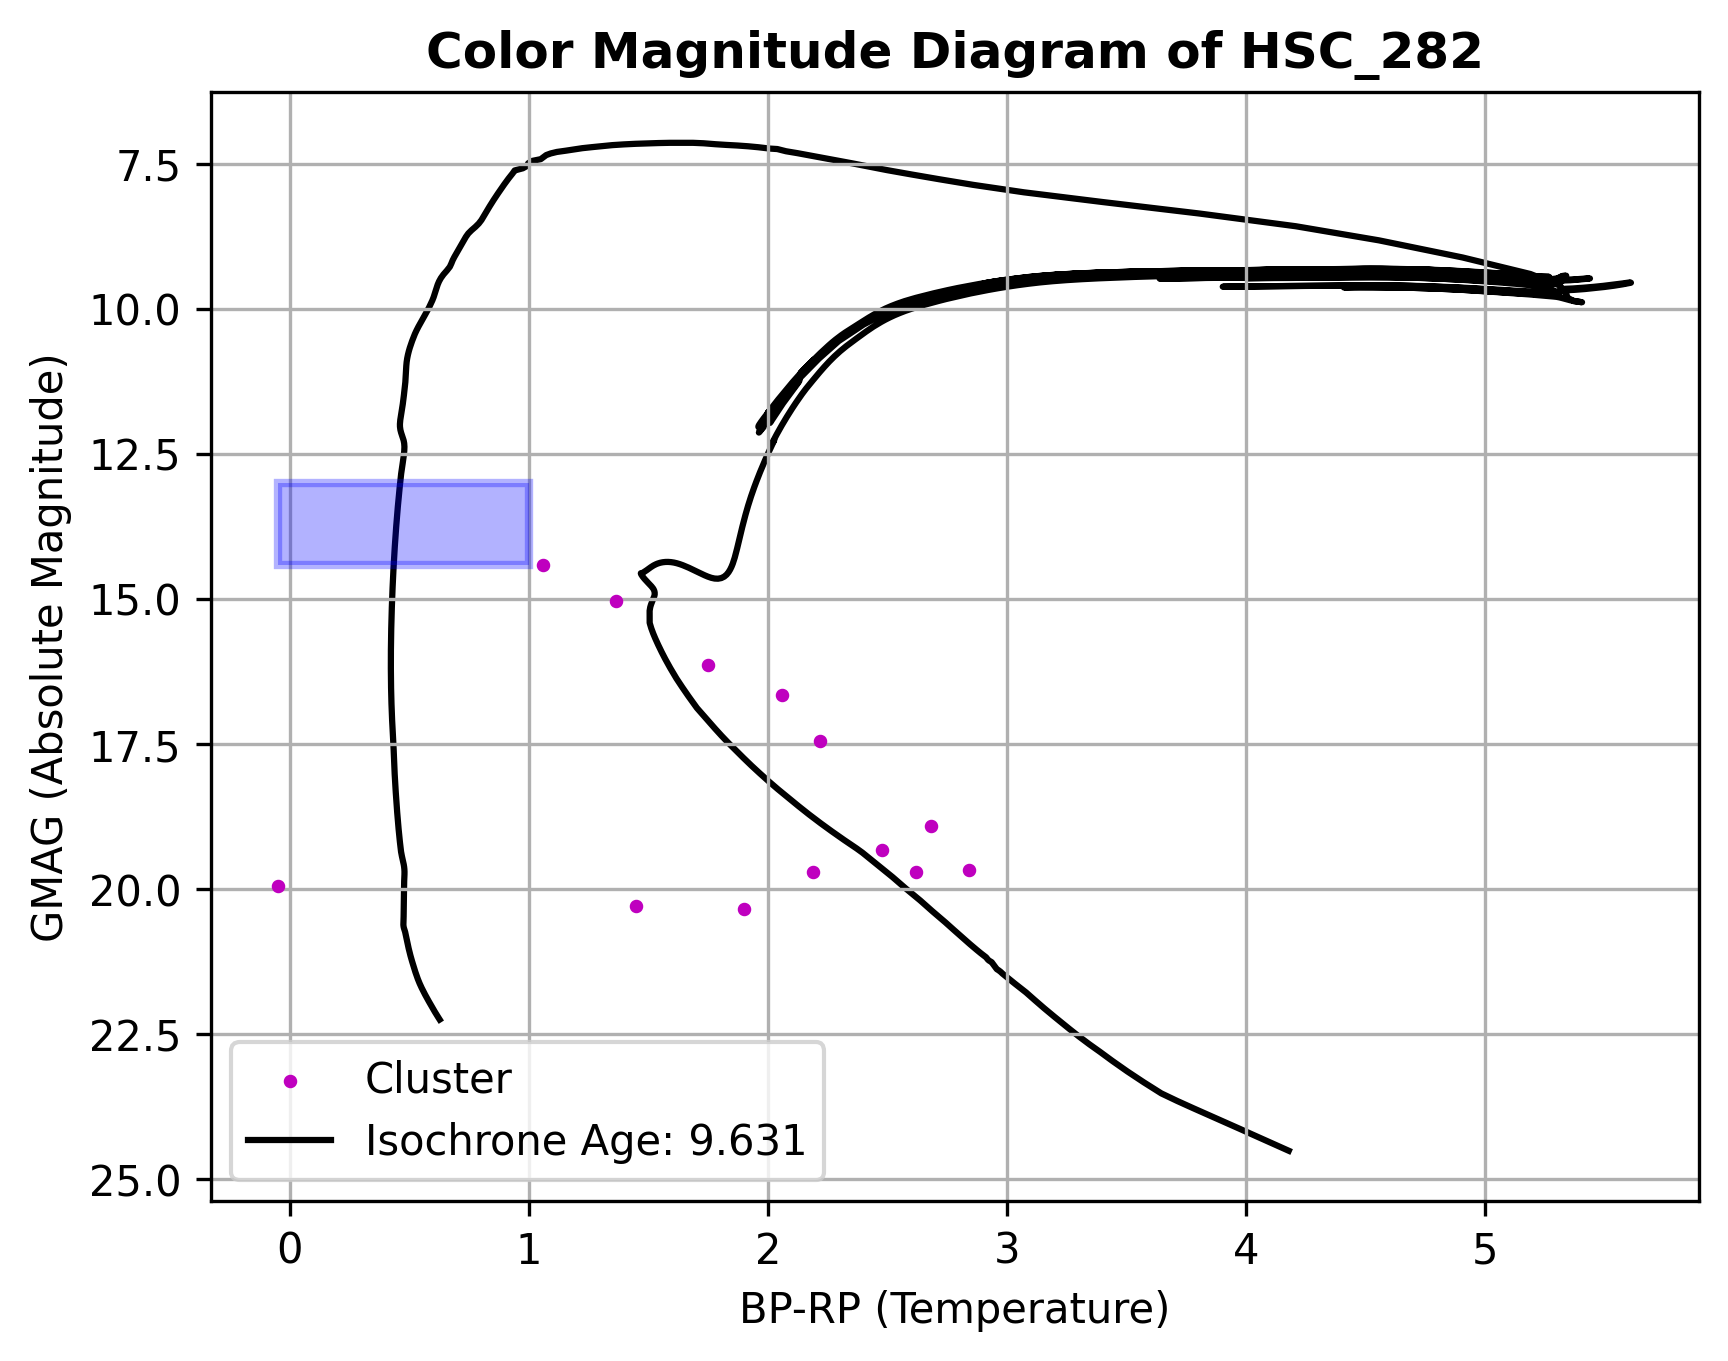 Color Magnitude Diagram of HSC_282
GMAG (Absolute Magnitude)
7.5
10.0
12.5
15.0
17.5
20.0
22.5
25.0
Cluster
Isochrone Age: 9.631
0 1 2 3 4 5
BP-RP (Temperature)